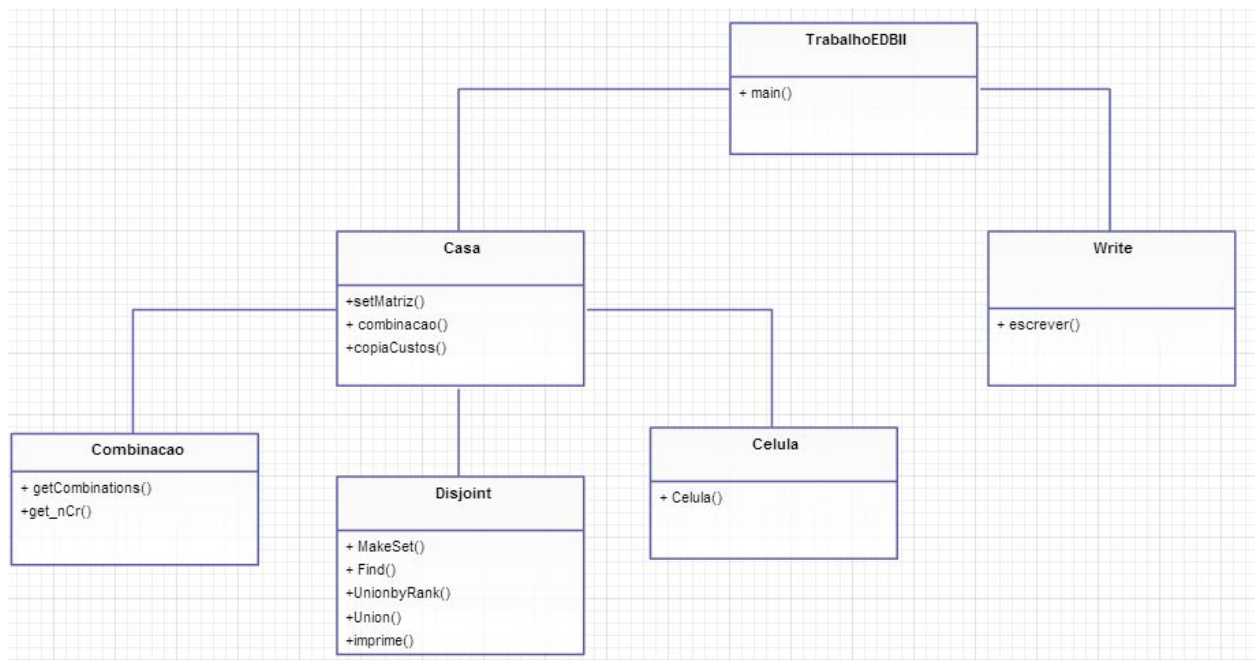 TrabalhoEDBII
+ main()
Casa
+setMatriz()
+ combinacao()
+copiaCustos()
Write
+ escrever()
Combinacao
+ getCombinations()
+get_nCr()
Disjoint
+ MakeSet()
+ Find()
+UnionbyRank()
+Union()
+imprime()
Celula
+ Celula()